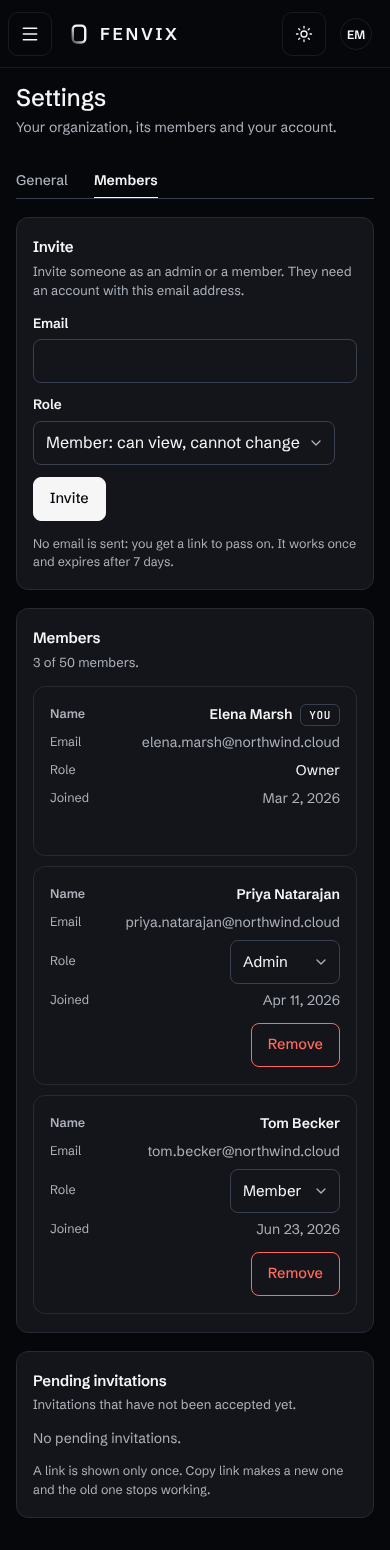 FENVIX
EM
Settings
Your organization, its members and your account.
General Members
Invite
Invite someone as an admin or a member. They need
an account with this email address.
Email
Role
Member: can view, cannot change
Invite
No email is sent: you get a link to pass on. It works once
and expires after 7 days.
Members
3 of 50 members.
Name Elena Marsh YOU
Email elena.marsh@northwind.cloud
Role Owner
Joined Mar 2, 2026
Name Priya Natarajan
Email priya.natarajan@northwind.cloud
Role Admin
Joined Apr 11, 2026
Remove
Name Tom Becker
Email tom.becker@northwind.cloud
Role Member
Joined Jun 23, 2026
Remove
Pending invitations
Invitations that have not been accepted yet.
No pending invitations.
A link is shown only once. Copy link makes a new one
and the old one stops working.